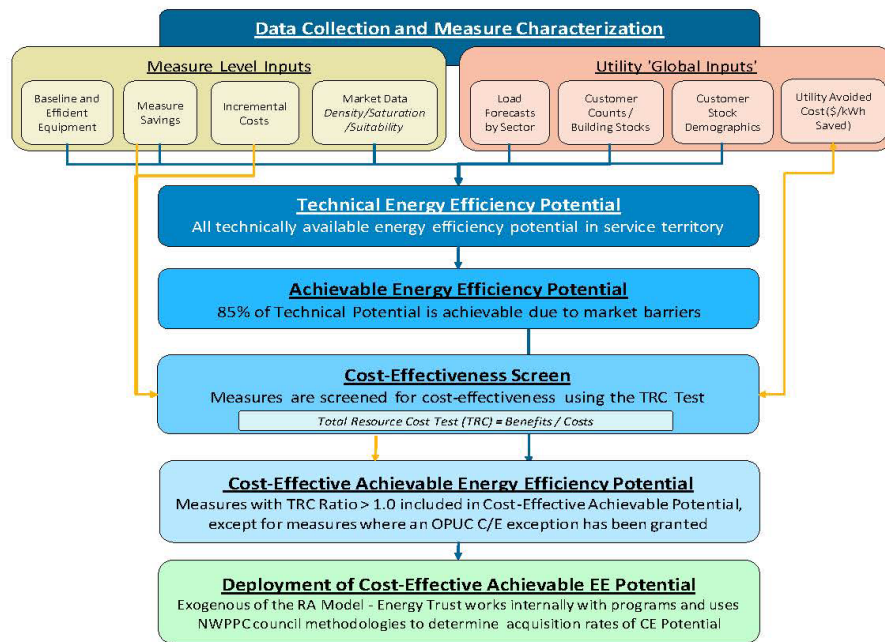 Data Collection and Measure Characterization
Measure Level Inputs
Baseline and
Efficient
Equipment
Measure
Savings
Incremental
Costs
Market Data
Density/Saturation
/Suitability
Utility 'Global Inputs'
Load
Forecasts
by Sector
Customer
Counts /
Building Stocks
Customer
Stock
Demographics
Utility Avoided
Cost ($/kWh
Saved)
Technical Energy Efficiency Potential
All technically available energy efficiency potential in service territory
Achievable Energy Efficiency Potential
85% of Technical Potential is achievable due to market barriers
Cost-Effectiveness Screen
Measures are screened for cost-effectiveness using the TRC Test
Total Resource Cost Test (TRC) = Benefits / Costs
Cost-Effective Achievable Energy Efficiency Potential
Measures with TRC Ratio > 1.0 included in Cost-Effective Achievable Potential,
except for measures where an OPUC C/E exception has been granted
Deployment of Cost-Effective Achievable EE Potential
Exogenous of the RA Model - Energy Trust works internally with programs and uses
NWPPC council methodologies to determine acquisition rates of CE Potential